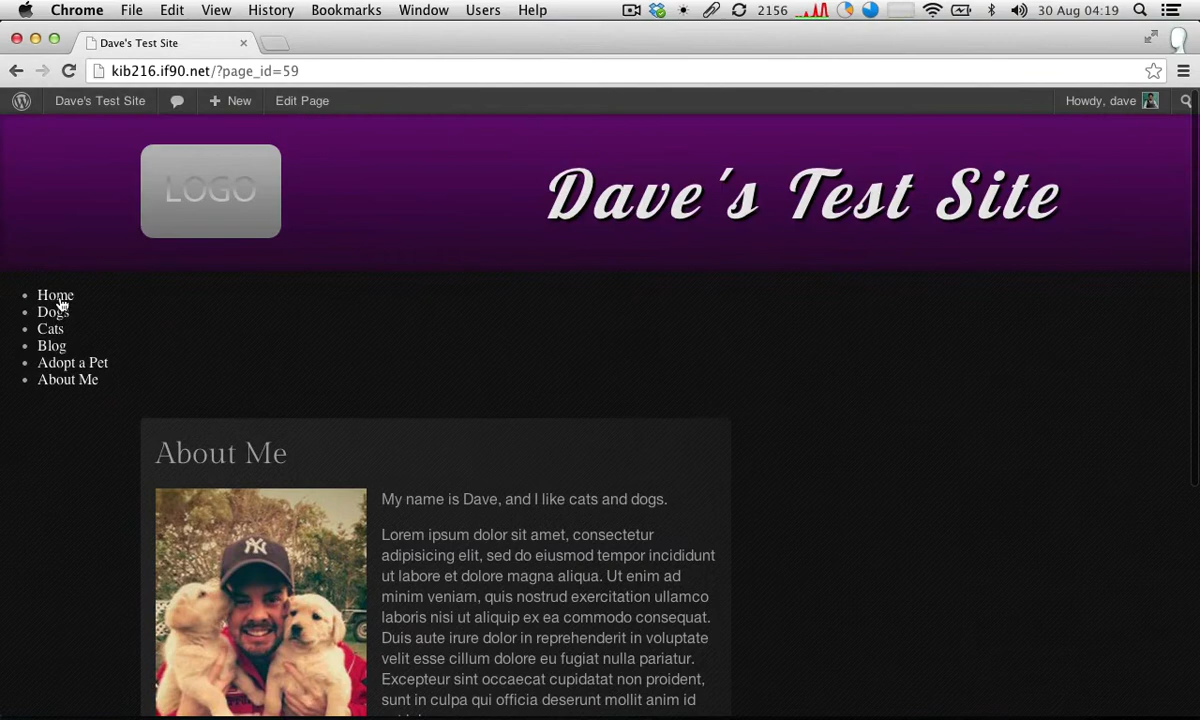 Chrome File Edit View History Bookmarks Window Users Help 2156 30 Aug 04:19
Dave's Test Site
kib216.if90.net/?page_id=59
Dave's Test Site New Edit Page Howdy, dave
LOGO
Dave's Test Site
Home
Dogs
Cats
Blog
Adopt a Pet
About Me
About Me
My name is Dave, and I like cats and dogs.
Lorem ipsum dolor sit amet, consectetur
adipisicing elit, sed do eiusmod tempor incididunt
ut labore et dolore magna aliqua. Ut enim ad
minim veniam, quis nostrud exercitation ullamco
laboris nisi ut aliquip ex ea commodo consequat.
Duis aute irure dolor in reprehenderit in voluptate
velit esse cillum dolore eu fugiat nulla pariatur.
Excepteur sint occaecat cupidatat non proident,
sunt in culpa qui officia deserunt mollit anim id